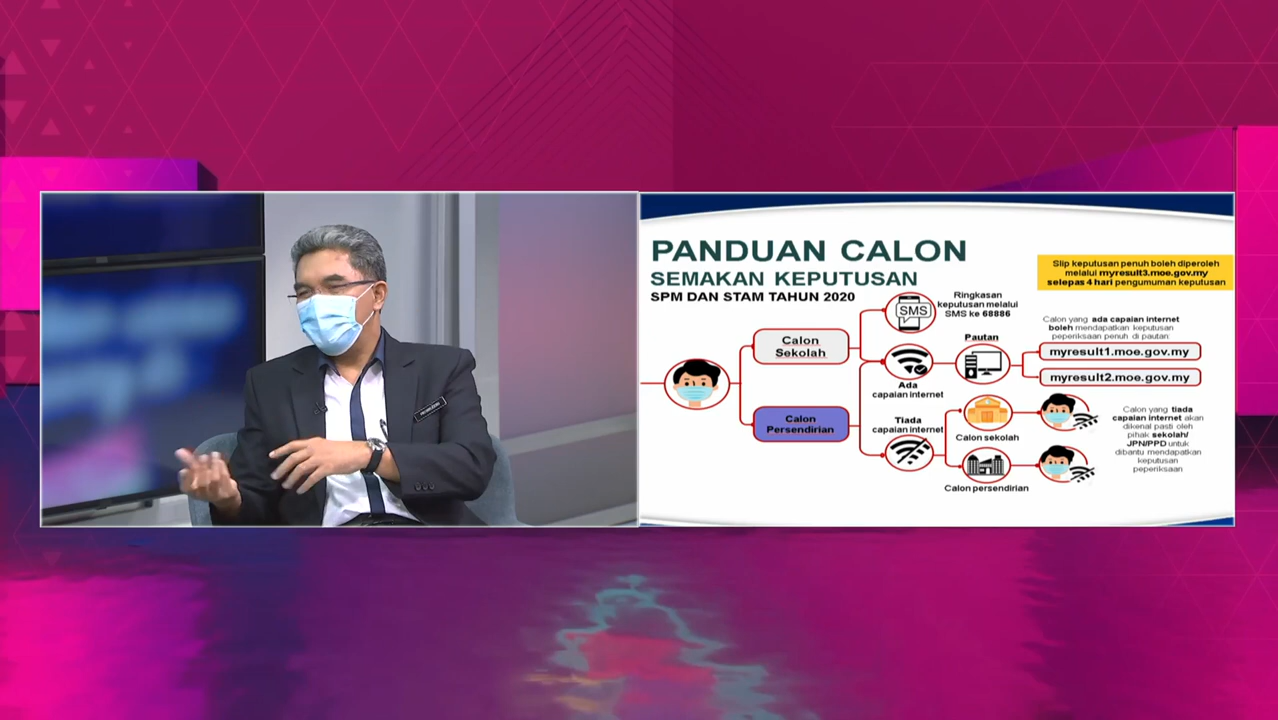 PANDUAN CALON
SEMAKAN KEPUTUSAN
SPM DAN STAM TAHUN 2020
Slip keputusan penuh boleh diperoleh
melalui myresult3.moe.gov.my
selepas 4 hari pengumuman keputusan
SMS
Ringkasan
keputusan melalui
SMS ke 68886
Calon
Sekolah
Calon
Persendirian
Ada
capaian internet
Pautan
Calon yang ada capaian internet
boleh mendapatkan keputusan
peperiksaan penuh di pautan:
myresult1.moe.gov.my
myresult2.moe.gov.my
Tiada
capaian internet
Calon sekolah
Calon persendirian
Calon yang tiada
capaian internet akan
dikenal pasti oleh
pihak sekolah/
JPN/PPD untuk
dibantu mendapatkan
keputusan
peperiksaan